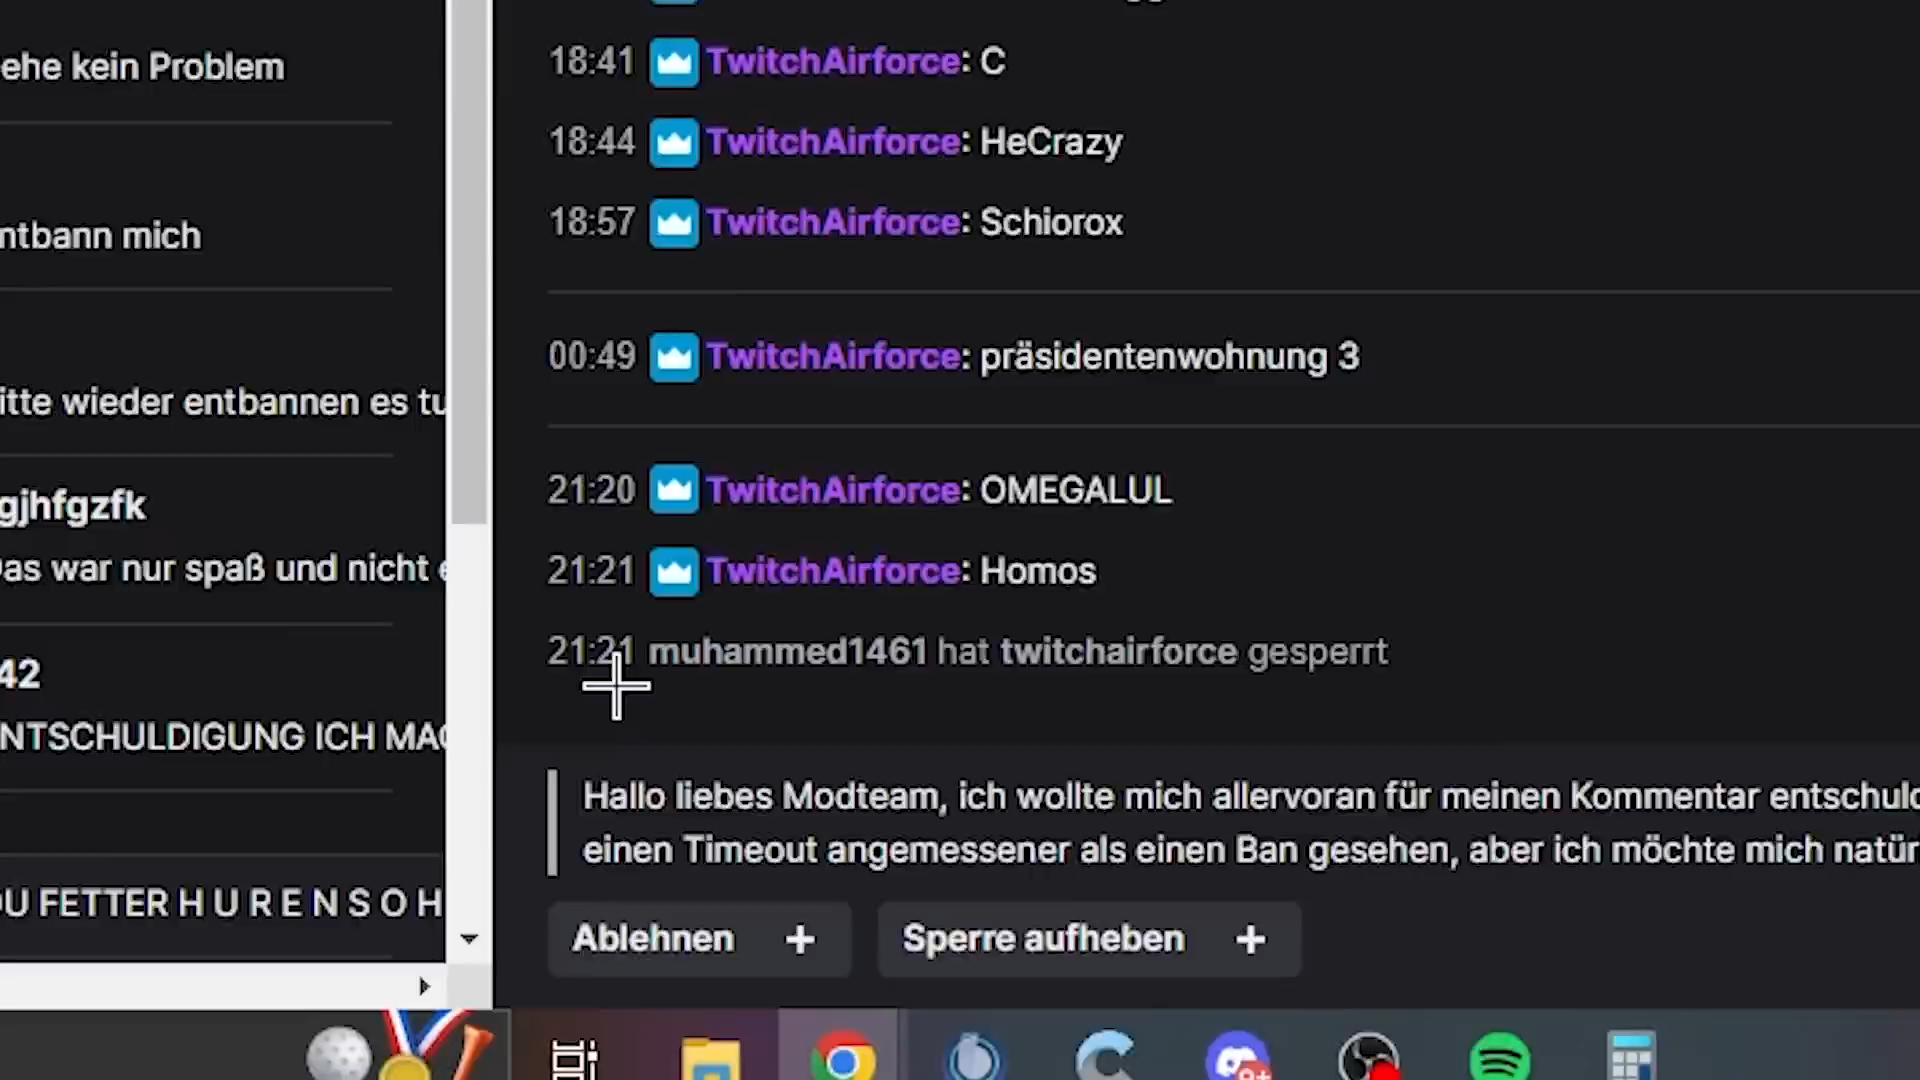 ehe kein Problem
ntbann mich
itte wieder entbannen es tu
gjhfgzfk
as war nur spaß und nicht
42
NTSCHULDIGUNG ICH MA
DU FETTER H U R E N S O H
18:41 TwitchAirforce: C
18:44 TwitchAirforce: HeCrazy
18:57 TwitchAirforce: Schiorox
00:49 TwitchAirforce: präsidentenwohnung 3
21:20 TwitchAirforce: OMEGALUL
21:21 TwitchAirforce: Homos
21:21 muhammed1461 hat twitchairforce gesperrt
Hallo liebes Modteam, ich wollte mich allervoran für meinen Kommentar entschuld
einen Timeout angemessener als einen Ban gesehen, aber ich möchte mich natür
Ablehnen + Sperre aufheben +
9+